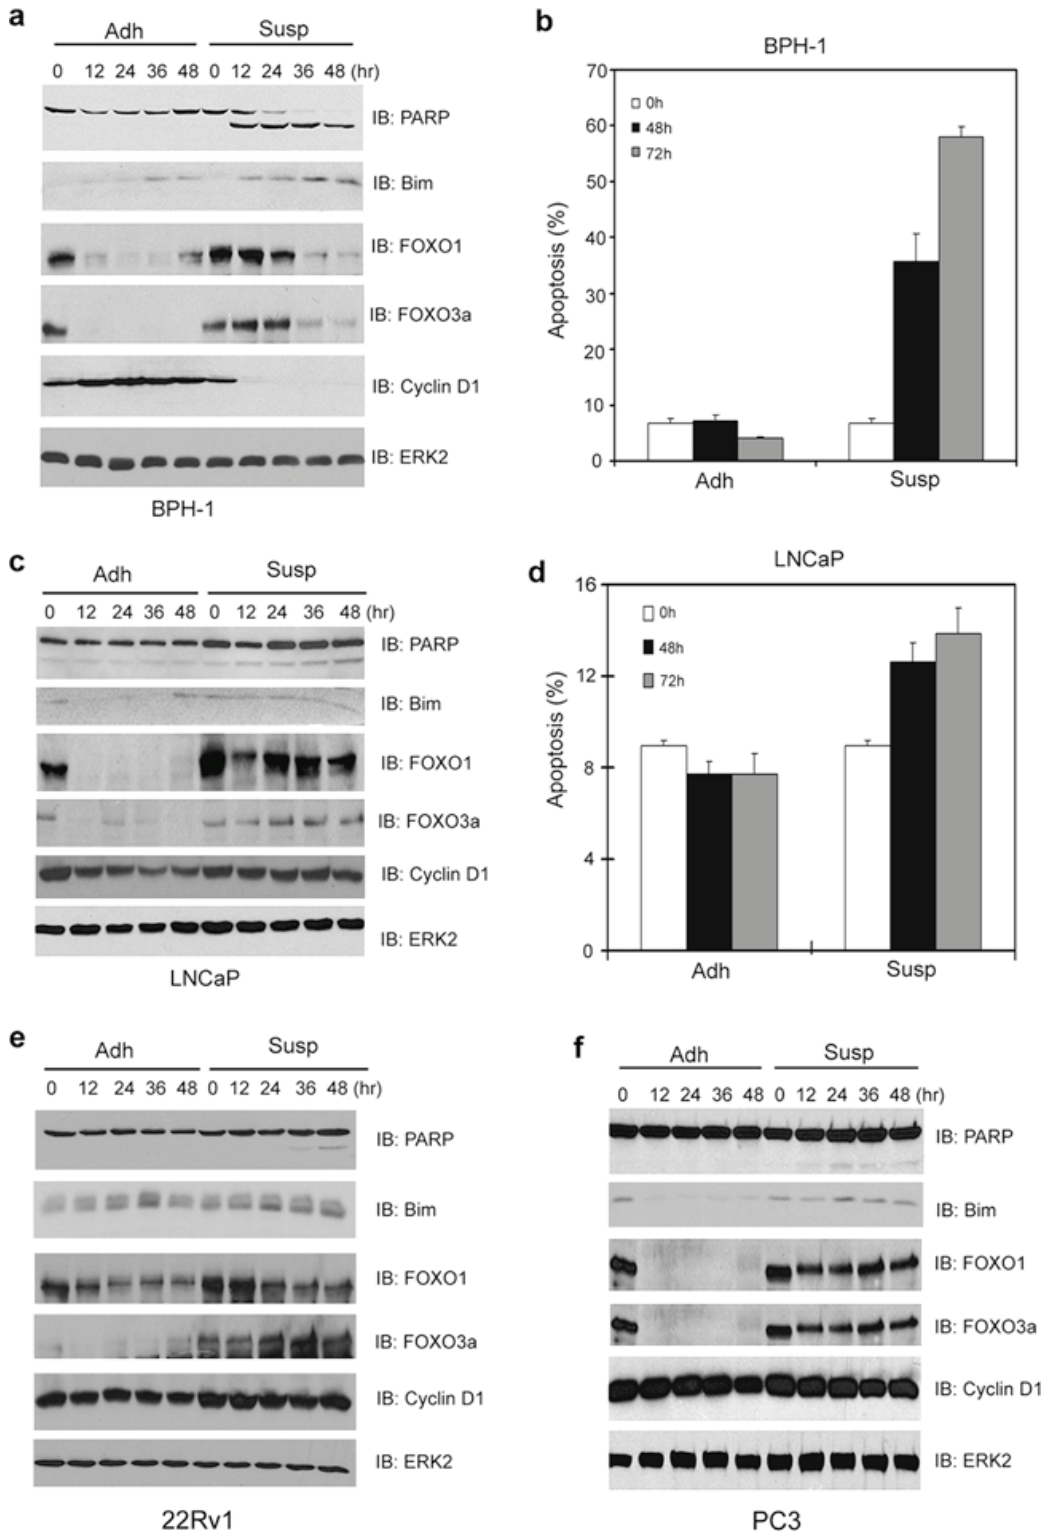 a
Adh Susp
0 12 24 36 48 0 12 24 36 48 (hr)
IB: PARP
IB: Bim
IB: FOXO1
IB: FOXO3a
IB: Cyclin D1
IB: ERK2
BPH-1
b
BPH-1
70
60
50
40
30
20
10
0
Apoptosis (%)
0h
48h
72h
Adh Susp
c
Adh Susp
0 12 24 36 48 0 12 24 36 48 (hr)
IB: PARP
IB: Bim
IB: FOXO1
IB: FOXO3a
IB: Cyclin D1
IB: ERK2
LNCaP
d
LNCaP
16
12
8
4
0
Apoptosis (%)
0h
48h
72h
Adh Susp
e
Adh Susp
0 12 24 36 48 0 12 24 36 48 (hr)
IB: PARP
IB: Bim
IB: FOXO1
IB: FOXO3a
IB: Cyclin D1
IB: ERK2
22Rv1
f
Adh Susp
0 12 24 36 48 0 12 24 36 48 (hr)
IB: PARP
IB: Bim
IB: FOXO1
IB: FOXO3a
IB: Cyclin D1
IB: ERK2
PC3